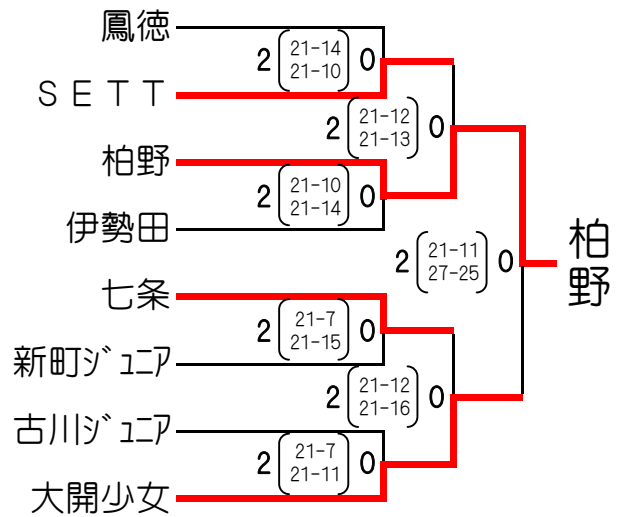 鳳徳
2 21-14 0
21-10
ＳＥＴＴ
2 21-12 0
21-13
柏野
2 21-10 0
21-14
伊勢田
2 21-11 0
27-25
柏野
七条
2 21-7 0
21-15
新町ｼﾞｭﾆｱ
2 21-12 0
21-16
古川ｼﾞｭﾆｱ
2 21-7 0
21-11
大開少女